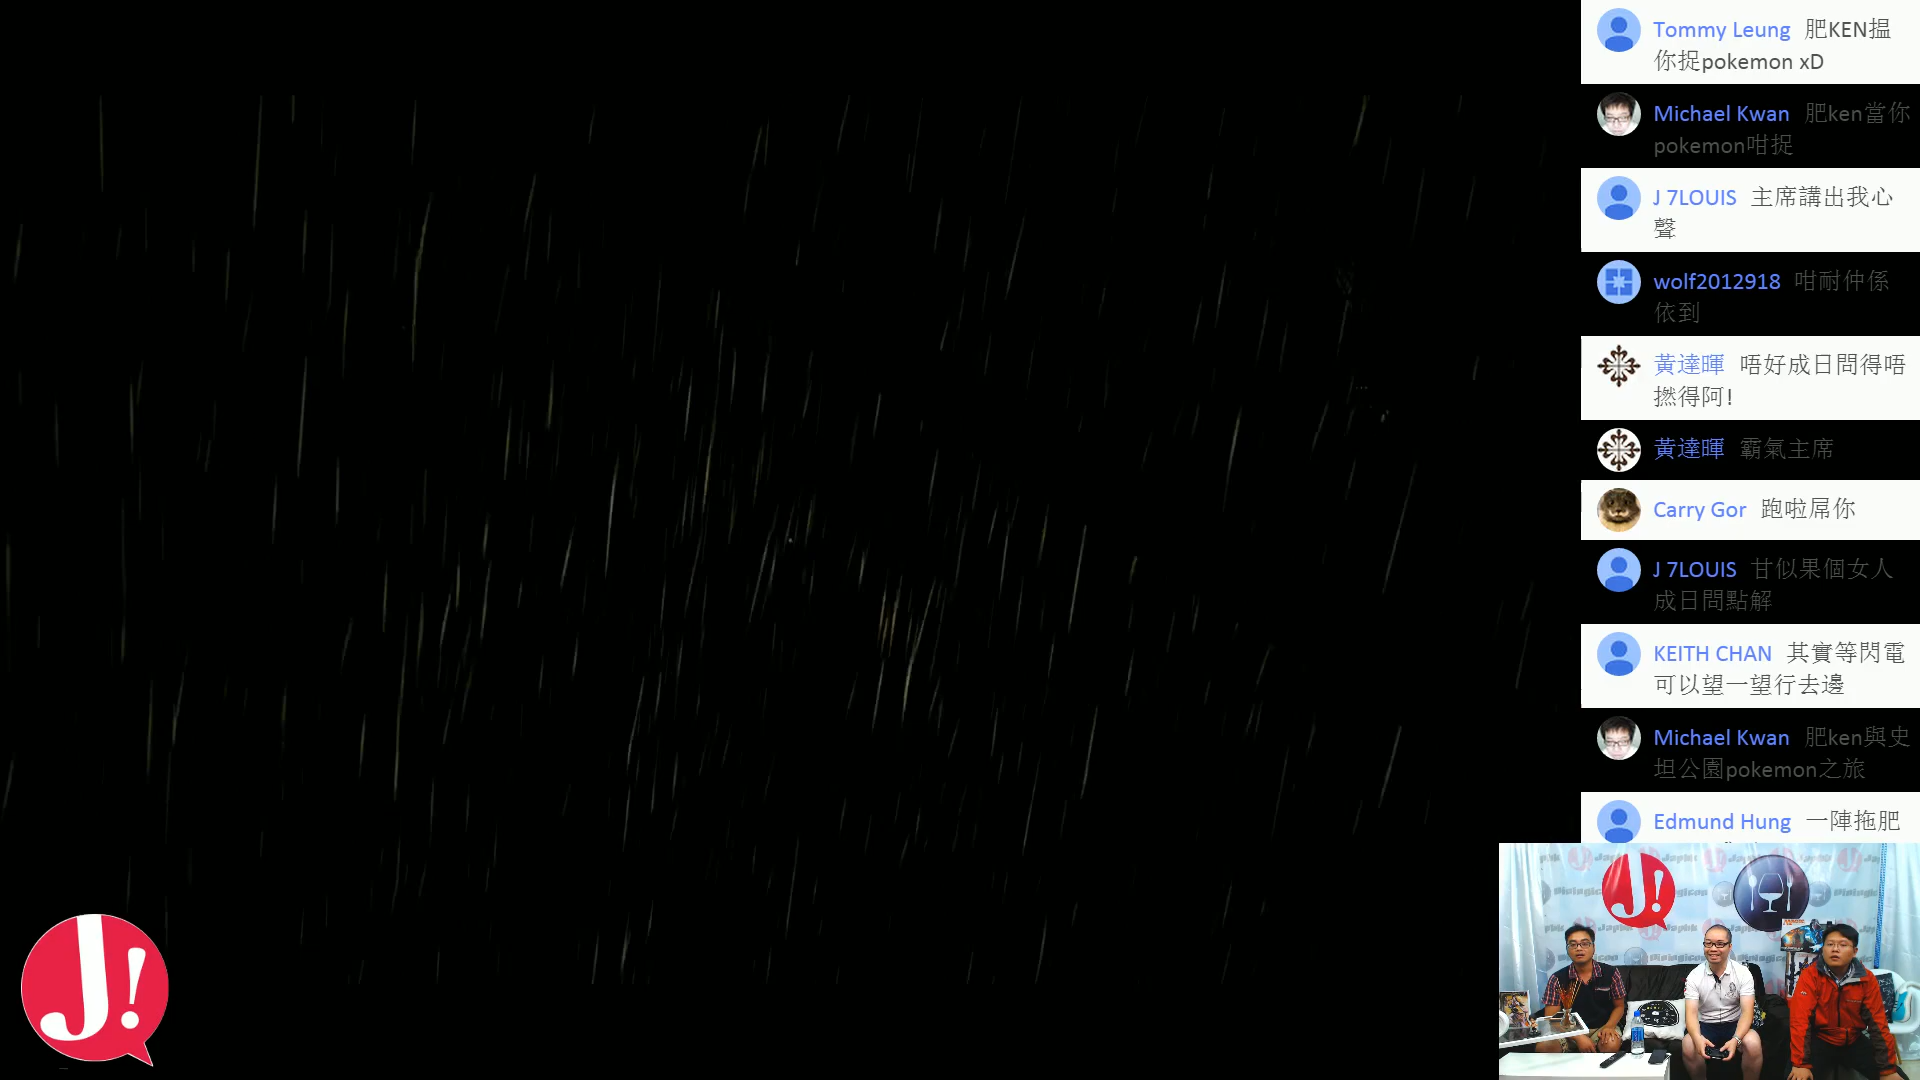 Tommy Leung 肥KEN揾
你捉pokemon xD
Michael Kwan 肥ken當你
pokemon咁捉
J 7LOUIS 主席講出我心
聲
wolf2012918 咁耐仲係
依到
黃達暉 唔好成日問得唔
撚得阿!
黃達暉 霸氣主席
Carry Gor 跑啦屌你
J 7LOUIS 甘似果個女人
成日問點解
KEITH CHAN 其實等閃電
可以望一望行去邊
Michael Kwan 肥ken與史
坦公園pokemon之旅
Edmund Hung 一陣拖肥
J!
J!